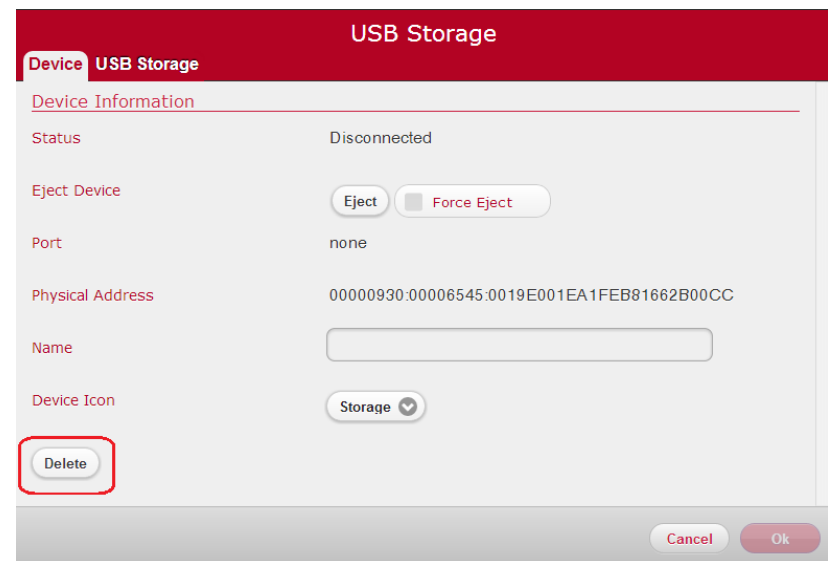 USB Storage
Device USB Storage
Device Information
Status Disconnected
Eject Device Eject Force Eject
Port none
Physical Address 00000930:00006545:0019E001EA1FEB81662B00CC
Name
Device Icon Storage
Delete
Cancel Ok